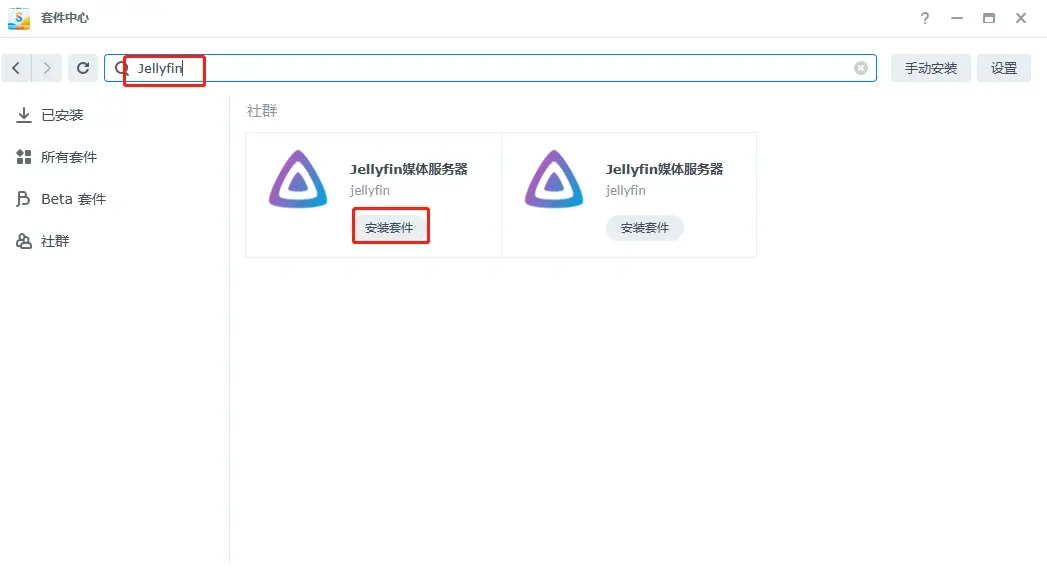 套件中心
Jellyfin
手动安装
设置
已安装
所有套件
Beta 套件
社群
社群
Jellyfin媒体服务器
jellyfin
安装套件
Jellyfin媒体服务器
jellyfin
安装套件